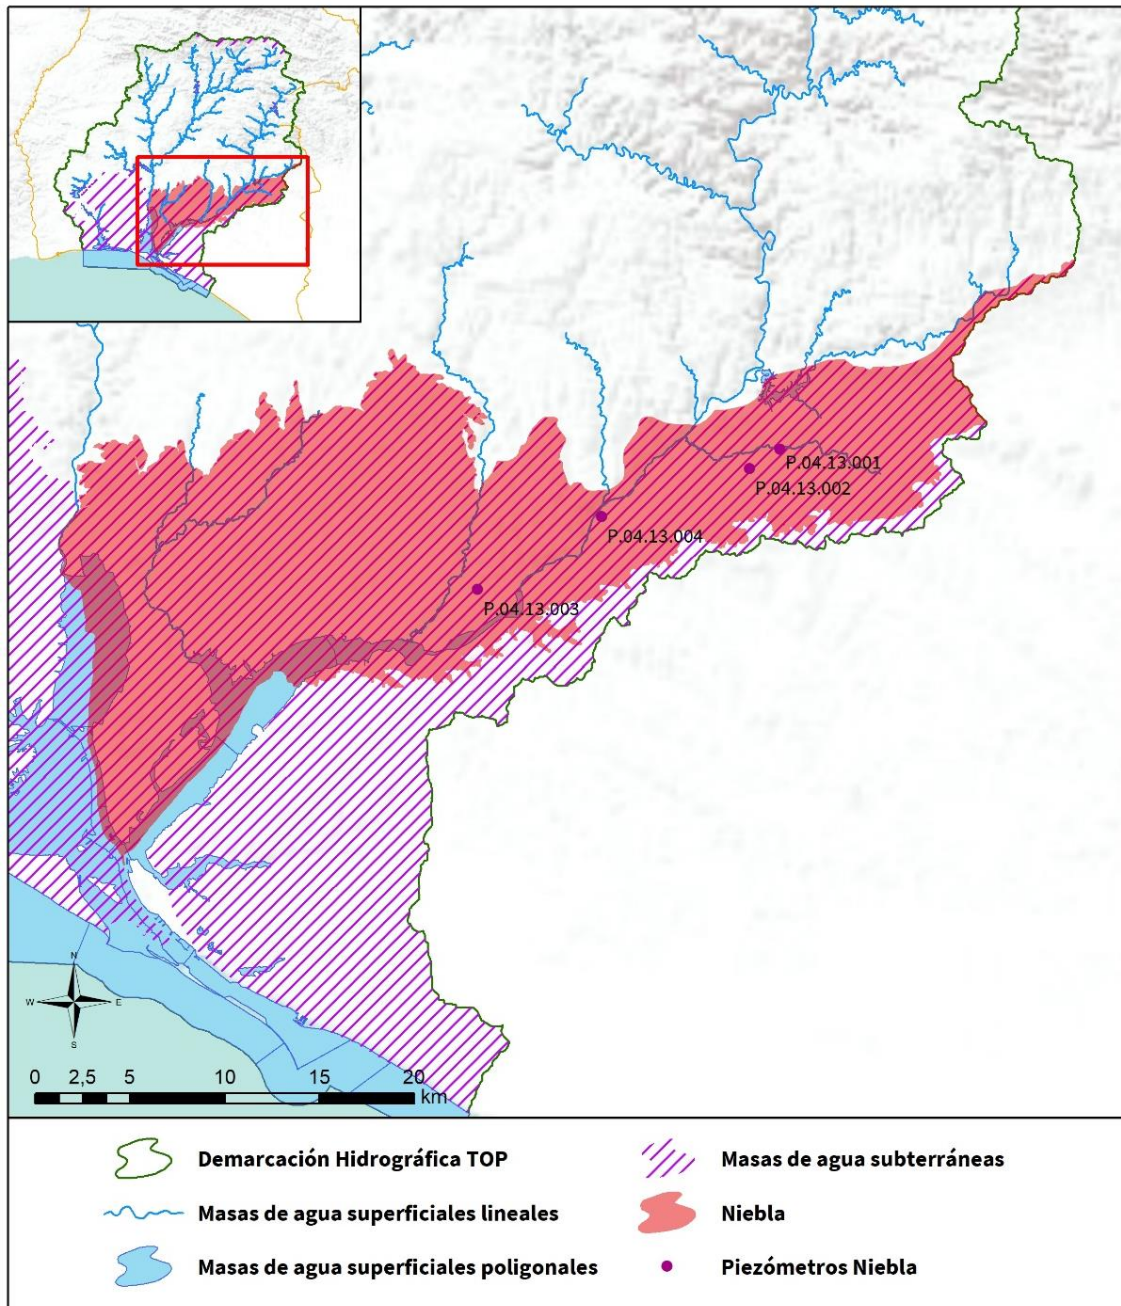 P.04.13.001
P.04.13.002
P.04.13.004
P.04.13.003
N
W E
S
0 2,5 5 10 15 20
km
Demarcación Hidrográfica TOP
Masas de agua subterráneas
Masas de agua superficiales lineales
Niebla
Masas de agua superficiales poligonales
Piezómetros Niebla